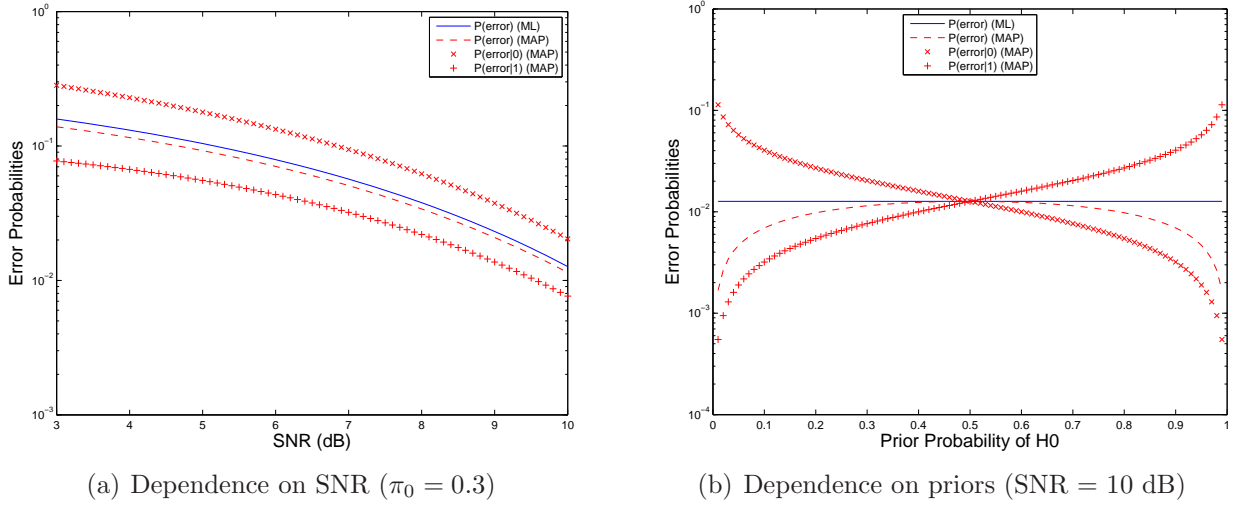 10^0
10^-1
10^-2
10^-3
Error Probabilities
3 4 5 6 7 8 9 10
SNR (dB)
P(error) (ML)
P(error) (MAP)
P(error|0) (MAP)
P(error|1) (MAP)
(a) Dependence on SNR (π₀ = 0.3)
10^0
10^-1
10^-2
10^-3
10^-4
Error Probabilities
0 0.1 0.2 0.3 0.4 0.5 0.6 0.7 0.8 0.9 1
Prior Probability of H0
P(error) (ML)
P(error) (MAP)
P(error|0) (MAP)
P(error|1) (MAP)
(b) Dependence on priors (SNR = 10 dB)